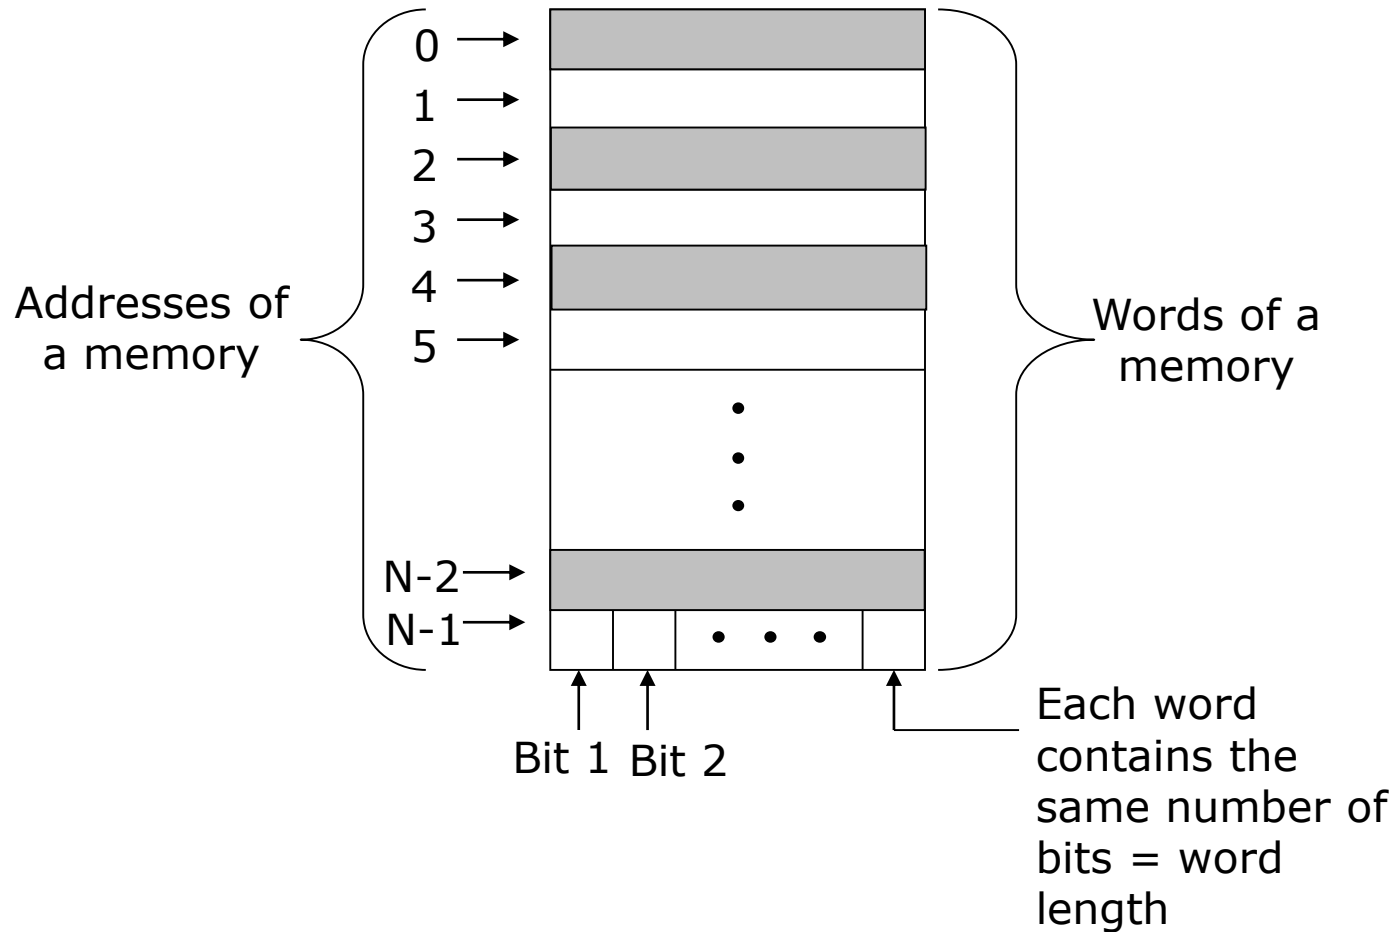 0
1
2
3
4
5
N-2
N-1
Addresses of
a memory
Words of a
memory
Bit 1
Bit 2
Each word
contains the
same number of
bits = word
length